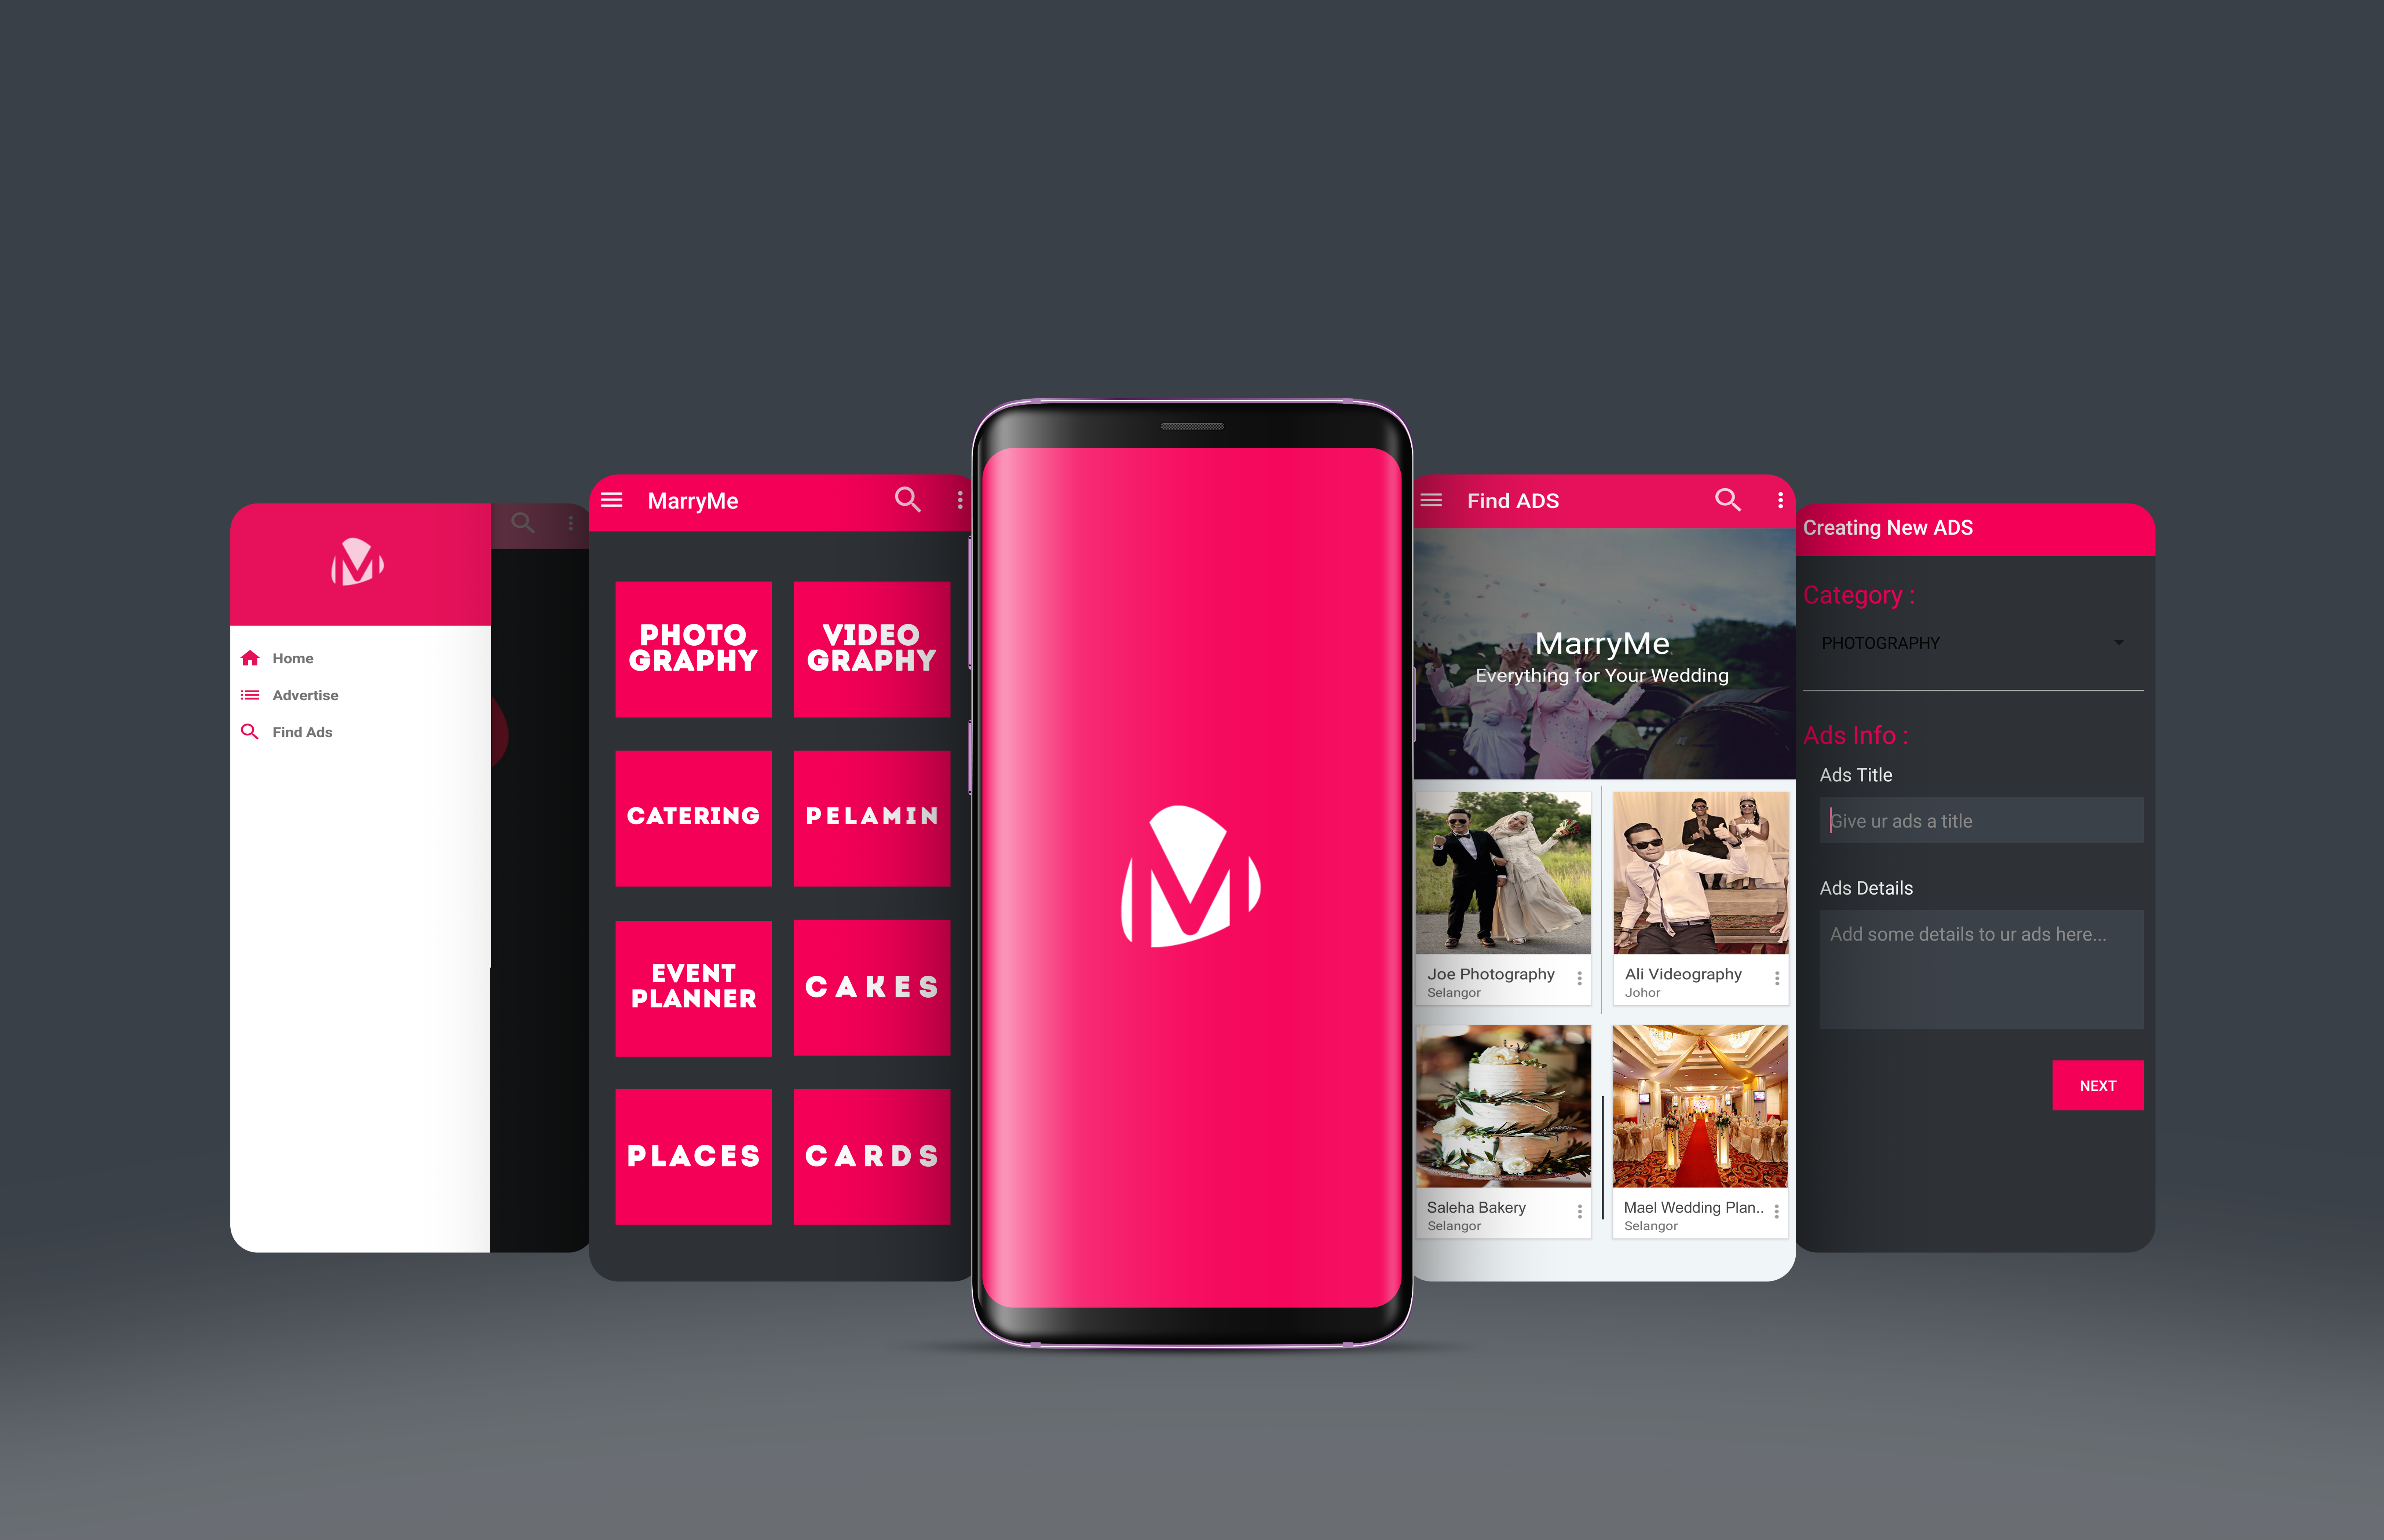 Home
Advertise
Find Ads
MarryMe
PHOTO
GRAPHY
VIDEO
GRAPHY
CATERING
PELAMIN
EVENT
PLANNER
CAKES
PLACES
CARDS
Find ADS
MarryMe
Everything for Your Wedding
Joe Photography
Selangor
Ali Videography
Johor
Saleha Bakery
Selangor
Mael Wedding Plan..
Selangor
Creating New ADS
Category :
PHOTOGRAPHY
Ads Info :
Ads Title
Give ur ads a title
Ads Details
Add some details to ur ads here...
NEXT